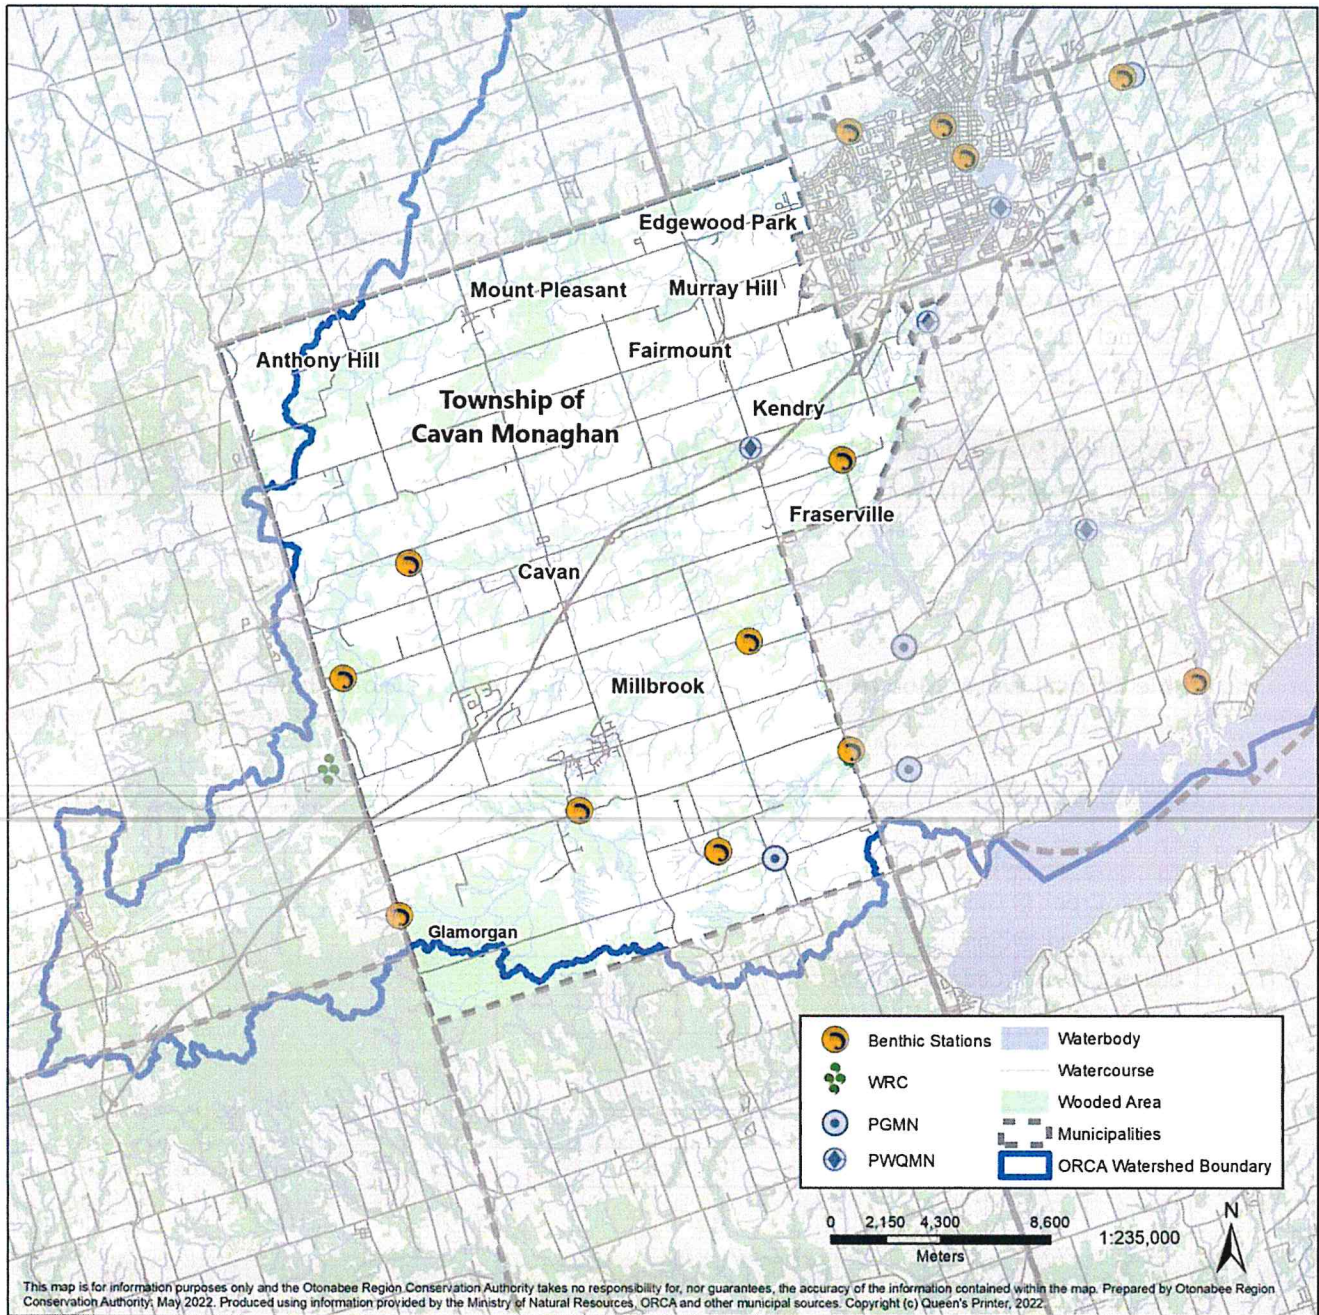 Edgewood Park
Mount Pleasant
Murray Hill
Anthony Hill
Fairmount
Township of
Cavan Monaghan
Kendry
Fraserville
Cavan
Millbrook
Glamorgan
Benthic Stations
WRC
PGMN
PWQMN
Waterbody
Watercourse
Wooded Area
Municipalities
ORCA Watershed Boundary
0 2,150 4,300 8,600
Meters
1:235,000
N
This map is for information purposes only and the Otonabee Region Conservation Authority takes no responsibility for, nor guarantees, the accuracy of the information contained within the map. Prepared by Otonabee Region
Conservation Authority, May 2022. Produced using information provided by the Ministry of Natural Resources, ORCA and other municipal sources. Copyright (c) Queen's Printer, 2022.